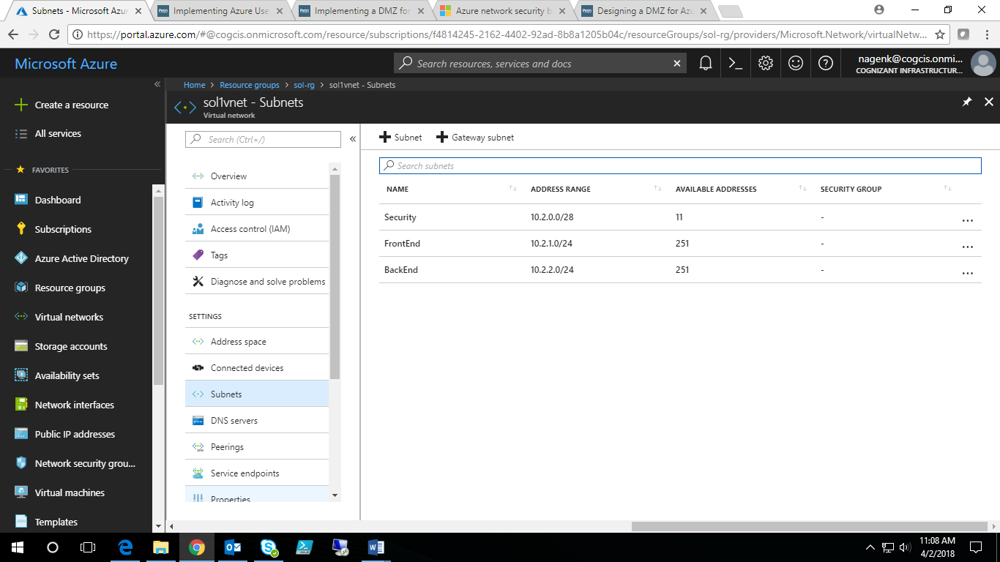 Subnets - Microsoft Azu
Implementing Azure Use
Implementing a DMZ fo
Azure network security b
Designing a DMZ for Az
https://portal.azure.com/#@cogcis.onmicrosoft.com/resource/subscriptions/f4814245-2162-4402-92ad-8b8a1205b04c/resourceGroups/sol-rg/providers/Microsoft.Network/virtualNetw...
Microsoft Azure
Search resources, services and docs
nagenk@cogcis.onmi...
COGNIZANT INFRASTRUCTUR...
Home > Resource groups > sol-rg > sol1vnet - Subnets
sol1vnet - Subnets
Virtual network
Create a resource
All services
FAVORITES
Dashboard
Subscriptions
Azure Active Directory
Resource groups
Virtual networks
Storage accounts
Availability sets
Network interfaces
Public IP addresses
Network security grou...
Virtual machines
Templates
Search (Ctrl+/)
Overview
Activity log
Access control (IAM)
Tags
Diagnose and solve problems
SETTINGS
Address space
Connected devices
Subnets
DNS servers
Peerings
Service endpoints
Properties
Subnet
Gateway subnet
Search subnets
NAME ADDRESS RANGE AVAILABLE ADDRESSES SECURITY GROUP
Security 10.2.0.0/28 11 - ...
FrontEnd 10.2.1.0/24 251 - ...
BackEnd 10.2.2.0/24 251 - ...
11:08 AM
4/2/2018